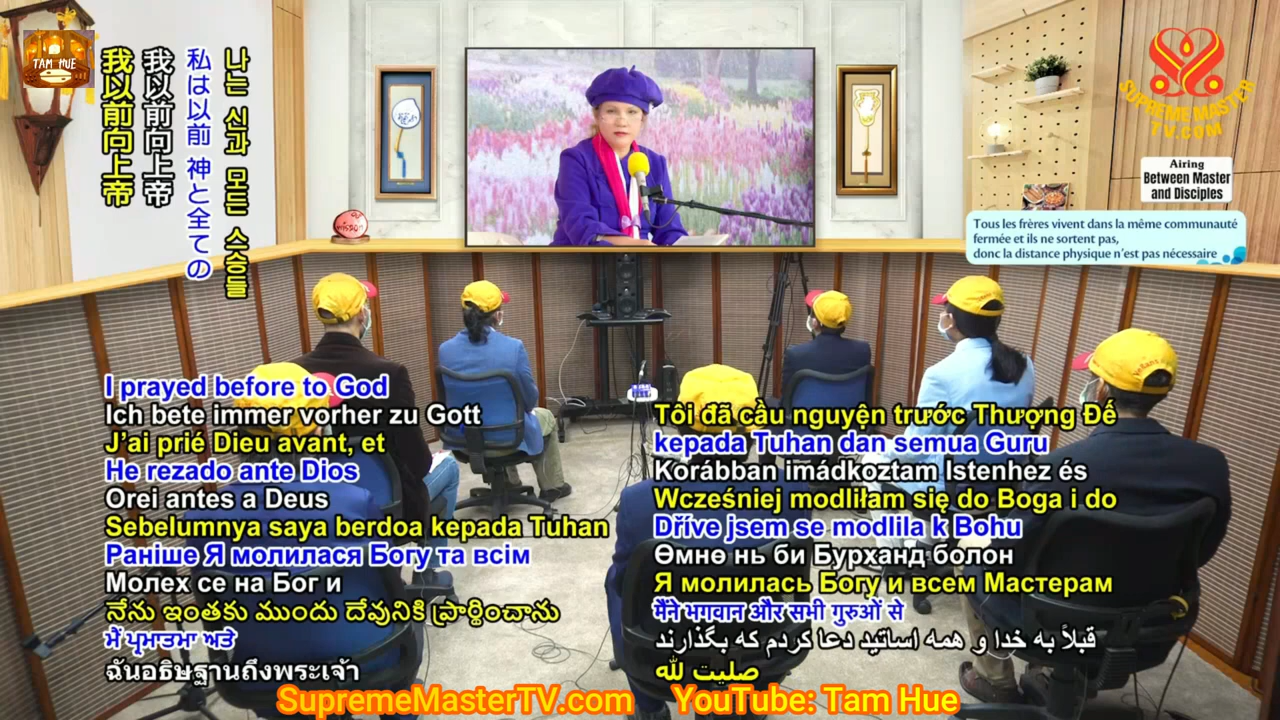 TAM HUE
我以前向上帝
我以前向上帝
私は以前 神と全ての
나는 신과 모든 스승들
SUPREME MASTER
TV.COM
Airing
Between Master
and Disciples
Tous les frères vivent dans la même communauté
fermée et ils ne sortent pas,
donc la distance physique n'est pas nécessaire
I prayed before to God
Ich bete immer vorher zu Gott
J'ai prié Dieu avant, et
He rezado ante Dios
Orei antes a Deus
Sebelumnya saya berdoa kepada Tuhan
Раніше Я молилася Богу та всім
Молех се на Бог и
నేను ఇంతకు ముందు దేవునికి ప్రార్థించాను
ਮੈਂ ਪ੍ਰਮਾਤਮਾ ਅਤੇ
ฉันอธิษฐานถึงพระเจ้า
Tôi đã cầu nguyện trước Thượng Đế
kepada Tuhan dan semua Guru
Korábban imádkoztam Istenhez és
Wcześniej modliłam się do Boga i do
Dříve jsem se modlila k Bohu
Өмнө нь би Бурханд болон
Я молилась Богу и всем Мастерам
मैंने भगवान और सभी गुरुओं से
قبلاً به خدا و همه اساتید دعا کردم که بگذارند
صليت لله
SupremeMasterTV.com
YouTube: Tam Hue